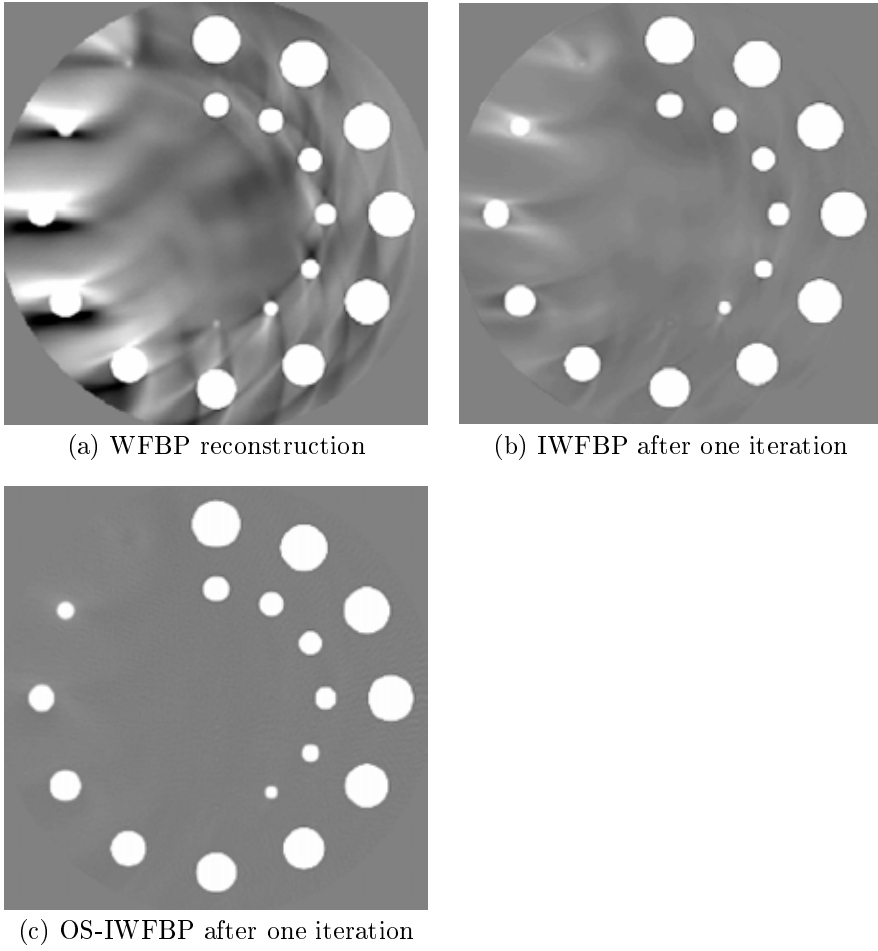 (a) WFBP reconstruction
(b) IWFBP after one iteration
(c) OS-IWFBP after one iteration